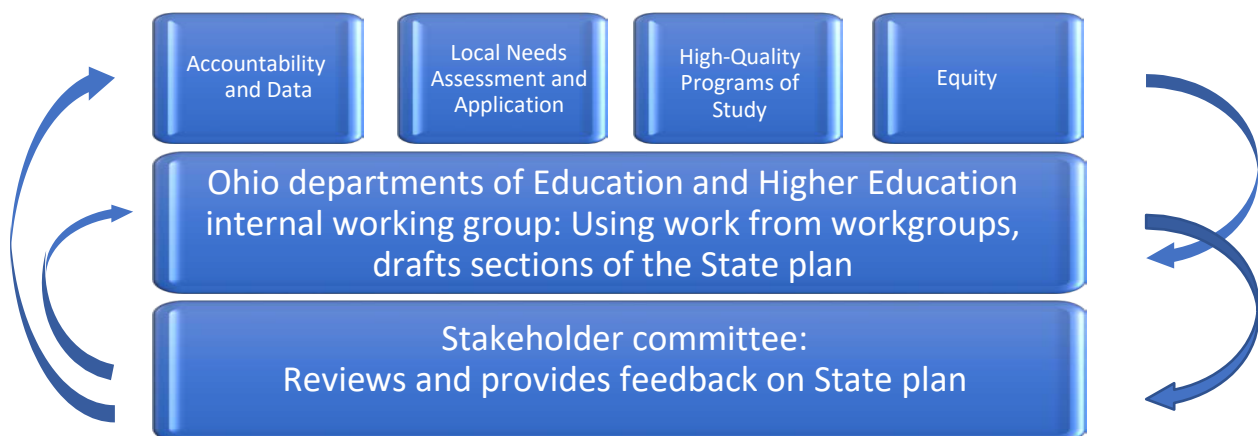 Accountability
and Data
Local Needs
Assessment and
Application
High-Quality
Programs of
Study
Equity
Ohio departments of Education and Higher Education
internal working group: Using work from workgroups,
drafts sections of the State plan
Stakeholder committee:
Reviews and provides feedback on State plan